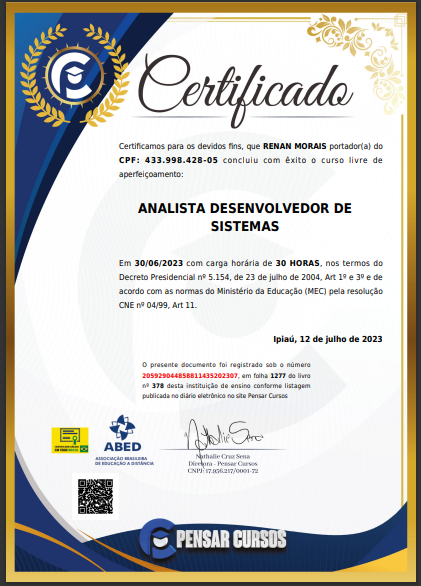 Certificado
Certificamos para os devidos fins, que RENAN MORAIS portador(a) do
CPF: 433.998.428-05 concluiu com êxito o curso livre de
aperfeiçoamento:
ANALISTA DESENVOLVEDOR DE
SISTEMAS
Em 30/06/2023 com carga horária de 30 HORAS, nos termos do
Decreto Presidencial nº 5.154, de 23 de julho de 2004, Art 1º e 3º e de
acordo com as normas do Ministério da Educação (MEC) pela resolução
CNE nº 04/99, Art 11.
Ipiaú, 12 de julho de 2023
O presente documento foi registrado sob o número
205929044858811435202307, em folha 1277 do livro
nº 378 desta instituição de ensino conforme listagem
publicada no diário eletrônico no site Pensar Cursos
ABED
ASSOCIAÇÃO BRASILEIRA
DE EDUCAÇÃO A DISTÂNCIA
Nathalie Cruz Sena
Diretora - Pensar Cursos
CNPJ: 17.956.217/0001-72
PENSAR CURSOS